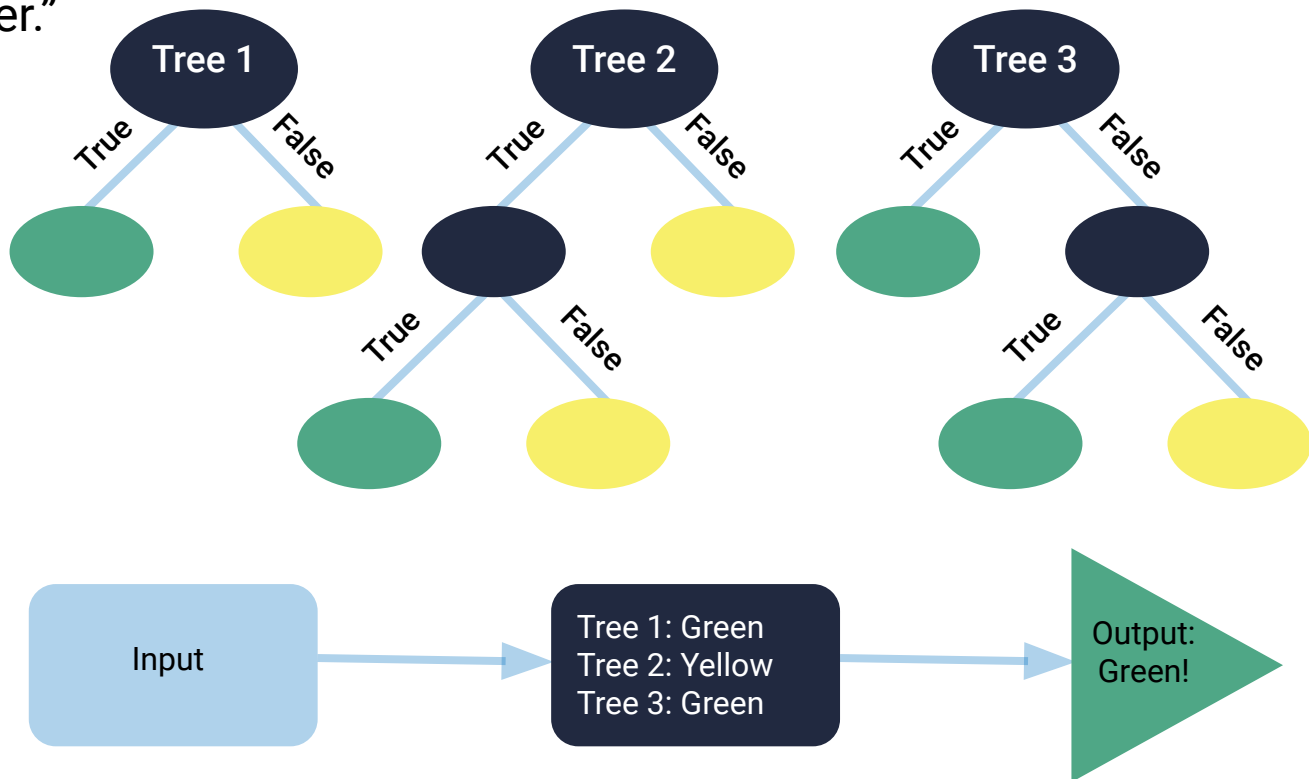 er.”
Tree 1
Tree 2
Tree 3
True
False
True
False
True
False
True
False
True
False
Input
Tree 1: Green
Tree 2: Yellow
Tree 3: Green
Output:
Green!